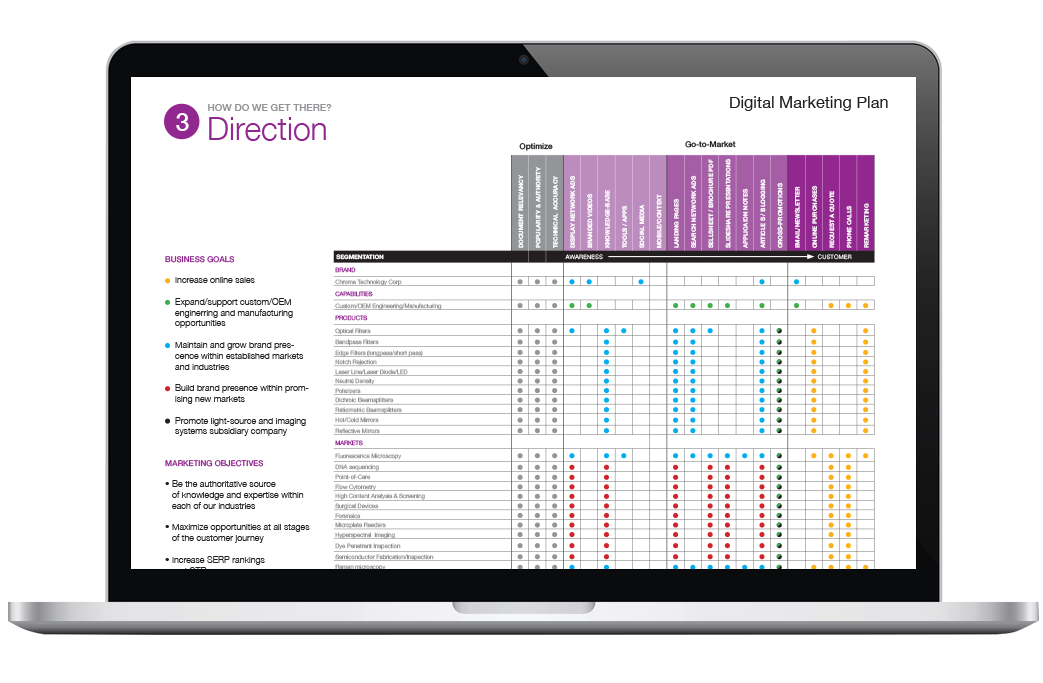 HOW DO WE GET THERE?
3 Direction
Digital Marketing Plan
Optimize
Go-to-Market
DOCUMENT RELEVANCY
POPULARITY & AUTHORITY
TECHNICAL ACCURACY
DISPLAY NETWORK ADS
BRANDED VIDEOS
KNOWLEDGE-BASE
TOOLS / APPS
SOCIAL MEDIA
MOBILE/CONTEXT
LANDING PAGES
SEARCH NETWORK ADS
SELLSHEET / BROCHURE PDF
SLIDESHARE PRESENTATIONS
APPLICAION NOTES
ARTICLES / BLOGGING
CROSS-PROMOTIONS
EMAIL/NEWSLETTER
ONLINE PURCHASES
REQUEST A QUOTE
PHONE CALLS
REMARKETING
SEGMENTATION
AWARENESS
CUSTOMER
BRAND
Chroma Technology Corp
CAPABILITIES
Custom/OEM Engineering/Manufacturing
PRODUCTS
Optical Filters
Bandpass Filters
Edge Filters (longpass/short pass)
Notch Rejection
Laser Line/Laser Diode/LED
Neutral Density
Polarizers
Dichroic Beamsplitters
Ratiometric Beamsplitters
Hot/Cold Mirrors
Reflective Mirrors
MARKETS
Fluorescence Microscopy
DNA sequencing
Point-of-Care
Flow Cytometry
High Content Analysis & Screening
Surgical Devices
Forensics
Microplate Readers
Hyperspectral Imaging
Dye Penetrant Inspection
Semiconductor Fabrication/Inspection
Raman microscopy
BUSINESS GOALS
Increase online sales
Expand/support custom/OEM
enginerring and manufacturing
opportunities
Maintain and grow brand pres-
cence within established markets
and industries
Build brand presence within prom-
ising new markets
Promote light-source and imaging
systems subsidiary company
MARKETING OBJECTIVES
• Be the authoritative source
of knowledge and expertise within
each of our industries
• Maximize opportunities at all stages
of the customer journey
• Increase SERP rankings